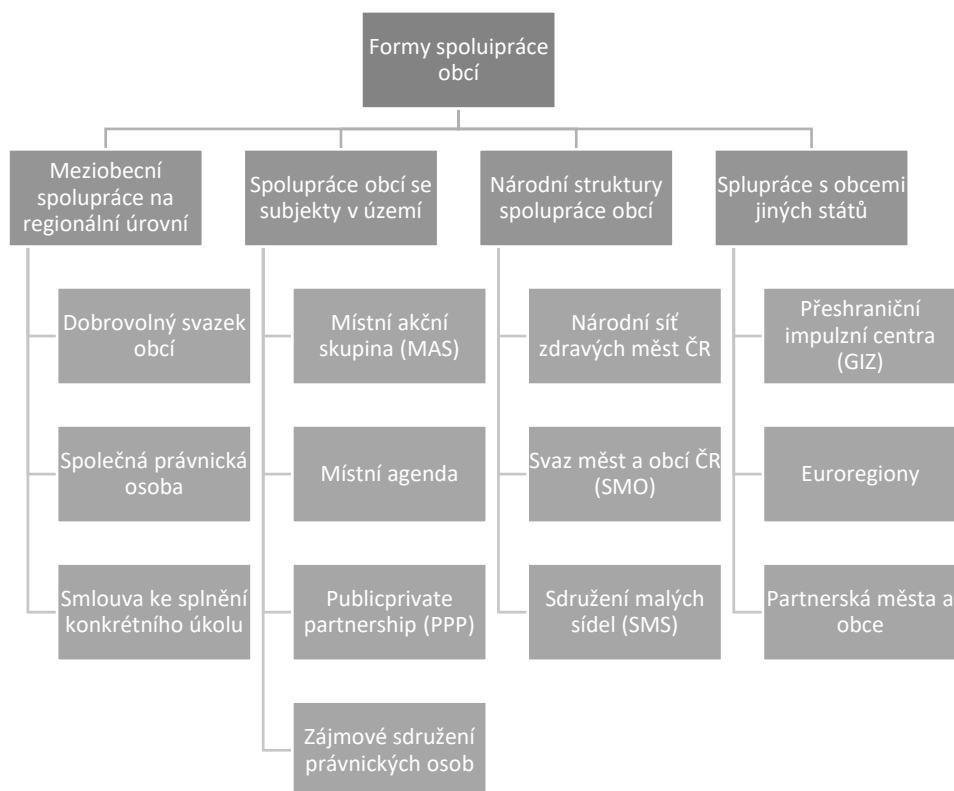 Formy spoluipráce
obcí
Meziobecní
spolupráce na
regionální úrovní
Dobrovolný svazek
obcí
Společná právnická
osoba
Smlouva ke splnění
konkrétního úkolu
Spolupráce obcí se
subjekty v území
Místní akční
skupina (MAS)
Místní agenda
Publicprivate
partnership (PPP)
Zájmové sdružení
právnických osob
Národní struktury
spolupráce obcí
Národní síť
zdravých měst ČR
Svaz měst a obcí ČR
(SMO)
Sdružení malých
sídel (SMS)
Splupráce s obcemi
jiných států
Přeshraniční
impulzní centra
(GIZ)
Euroregiony
Partnerská města a
obce